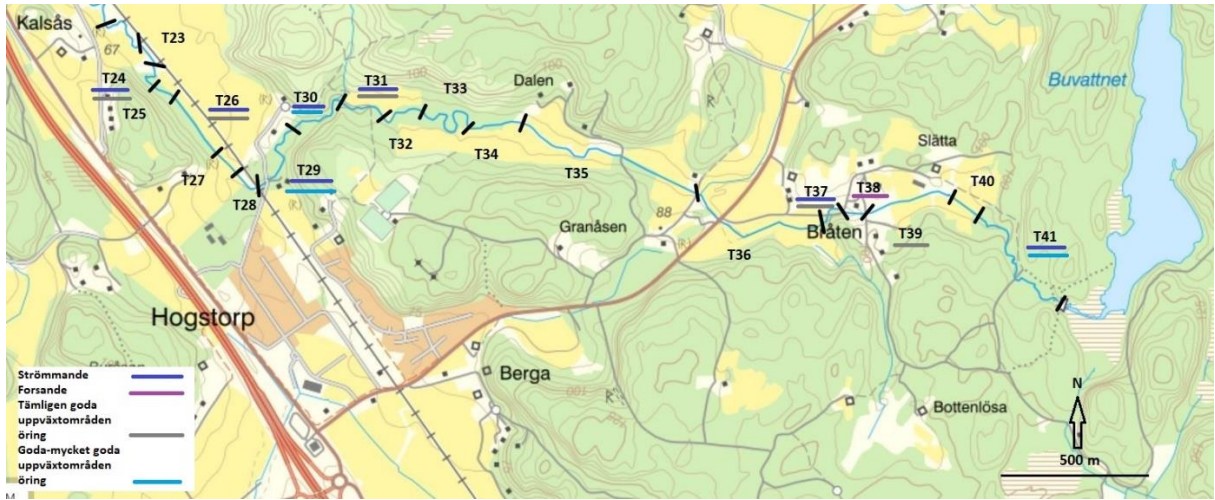 Kalsås
67
T23
T24
T25
T26
(R)
T27
T28
T29
(R)
T30
T31
100
T32
T33
T34
Dalen
100
T35
R
Granåsen
88
(R)
T36
T37
T38
Bråten
T39
Slätta
T40
T41
Buvattnet
Hogstorp
Berga
100
R
Bottenlösa
Strömmande
Forsande
Tämligen goda
uppväxtområden
öring
Goda-mycket goda
uppväxtområden
öring
N
500 m